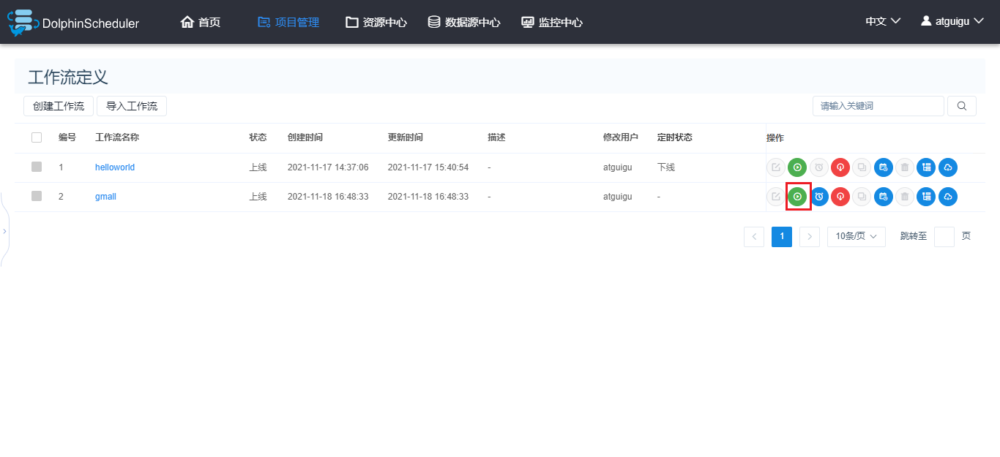 DolphinScheduler 首页 项目管理 资源中心 数据源中心 监控中心 中文 atguigu
工作流定义
创建工作流 导入工作流 请输入关键词
编号 工作流名称 状态 创建时间 更新时间 描述 修改用户 定时状态 操作
1 helloworld 上线 2021-11-17 14:37:06 2021-11-17 15:40:54 - atguigu 下线
2 gmall 上线 2021-11-18 16:48:33 2021-11-18 16:48:33 - atguigu -
1 10条/页 跳转至 页